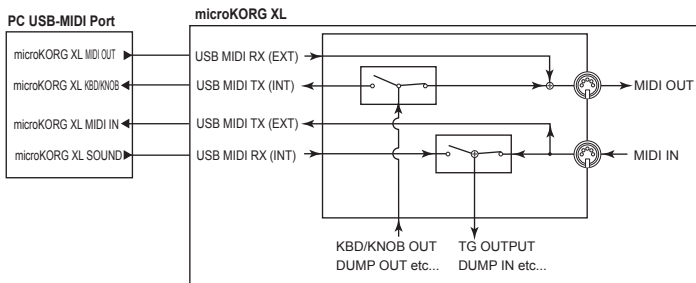 microKORG XL
PC USB-MIDI Port
microKORG XL MIDI OUT
USB MIDI RX (EXT)
microKORG XL KBD/KNOB
USB MIDI TX (INT)
MIDI OUT
microKORG XL MIDI IN
USB MIDI TX (EXT)
microKORG XL SOUND
USB MIDI RX (INT)
MIDI IN
KBD/KNOB OUT
DUMP OUT etc...
TG OUTPUT
DUMP IN etc...